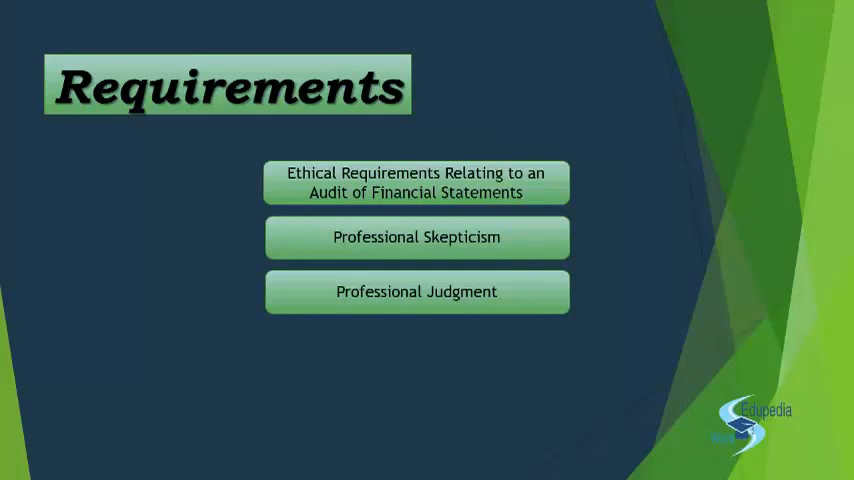 Requirements
Ethical Requirements Relating to an
Audit of Financial Statements
Professional Skepticism
Professional Judgment
Edupedia